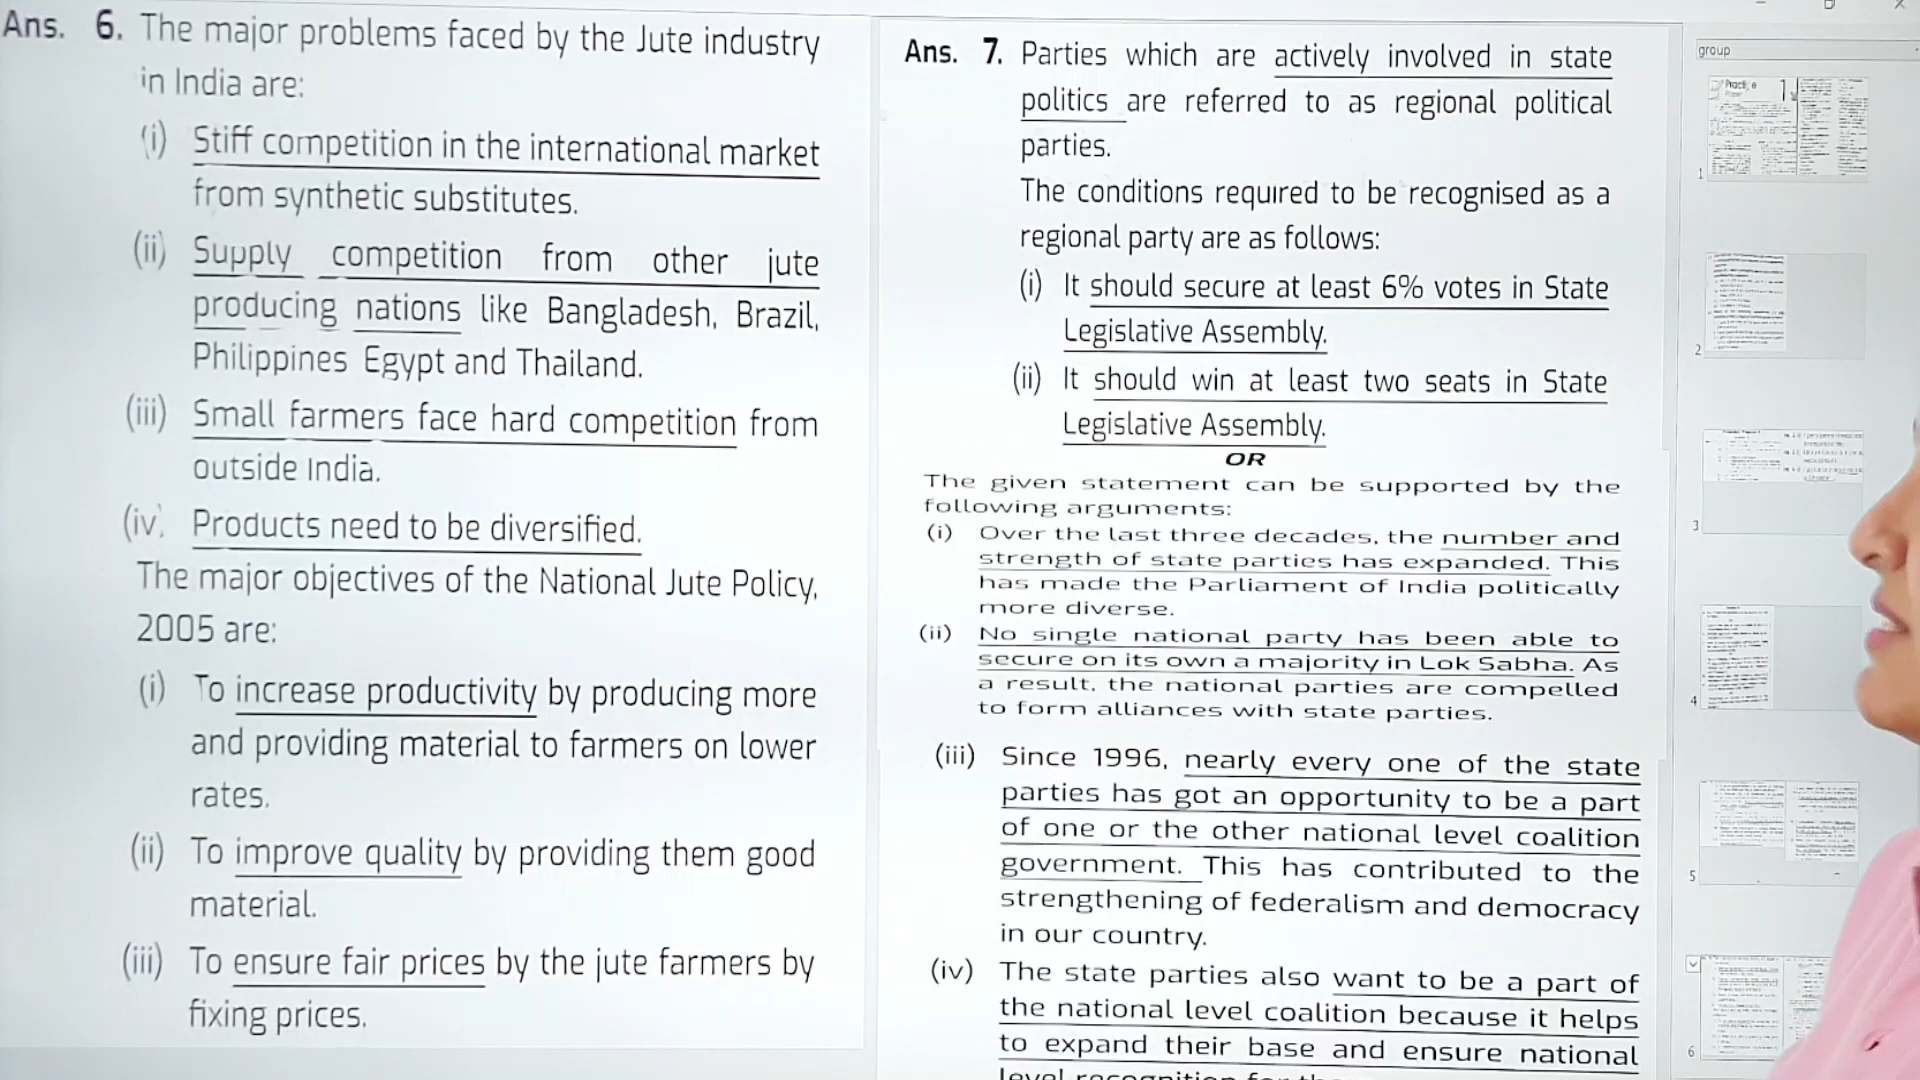 Ans. 6. The major problems faced by the Jute industry
in India are:
(i) Stiff competition in the international market
from synthetic substitutes.
(ii) Supply competition from other jute
producing nations like Bangladesh, Brazil,
Philippines Egypt and Thailand.
(iii) Small farmers face hard competition from
outside India.
(iv) Products need to be diversified.
The major objectives of the National Jute Policy,
2005 are:
(i) To increase productivity by producing more
and providing material to farmers on lower
rates.
(ii) To improve quality by providing them good
material.
(iii) To ensure fair prices by the jute farmers by
fixing prices.
Ans. 7. Parties which are actively involved in state
politics are referred to as regional political
parties.
The conditions required to be recognised as a
regional party are as follows:
(i) It should secure at least 6% votes in State
Legislative Assembly.
(ii) It should win at least two seats in State
Legislative Assembly.
OR
The given statement can be supported by the
following arguments:
(i) Over the last three decades, the number and
strength of state parties has expanded. This
has made the Parliament of India politically
more diverse.
(ii) No single national party has been able to
secure on its own a majority in Lok Sabha. As
a result, the national parties are compelled
to form alliances with state parties.
(iii) Since 1996, nearly every one of the state
parties has got an opportunity to be a part
of one or the other national level coalition
government. This has contributed to the
strengthening of federalism and democracy
in our country.
(iv) The state parties also want to be a part of
the national level coalition because it helps
to expand their base and ensure national
level recognition for
group
1
2
3
4
5
6